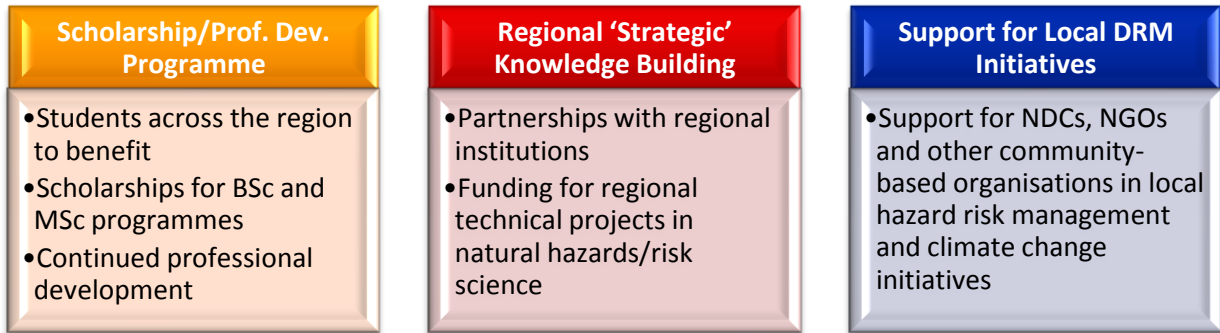 Scholarship/Prof. Dev.
Programme
•Students across the region
to benefit
•Scholarships for BSc and
MSc programmes
•Continued professional
development
Regional ‘Strategic’
Knowledge Building
•Partnerships with regional
institutions
•Funding for regional
technical projects in
natural hazards/risk
science
Support for Local DRM
Initiatives
•Support for NDCs, NGOs
and other community-
based organisations in local
hazard risk management
and climate change
initiatives